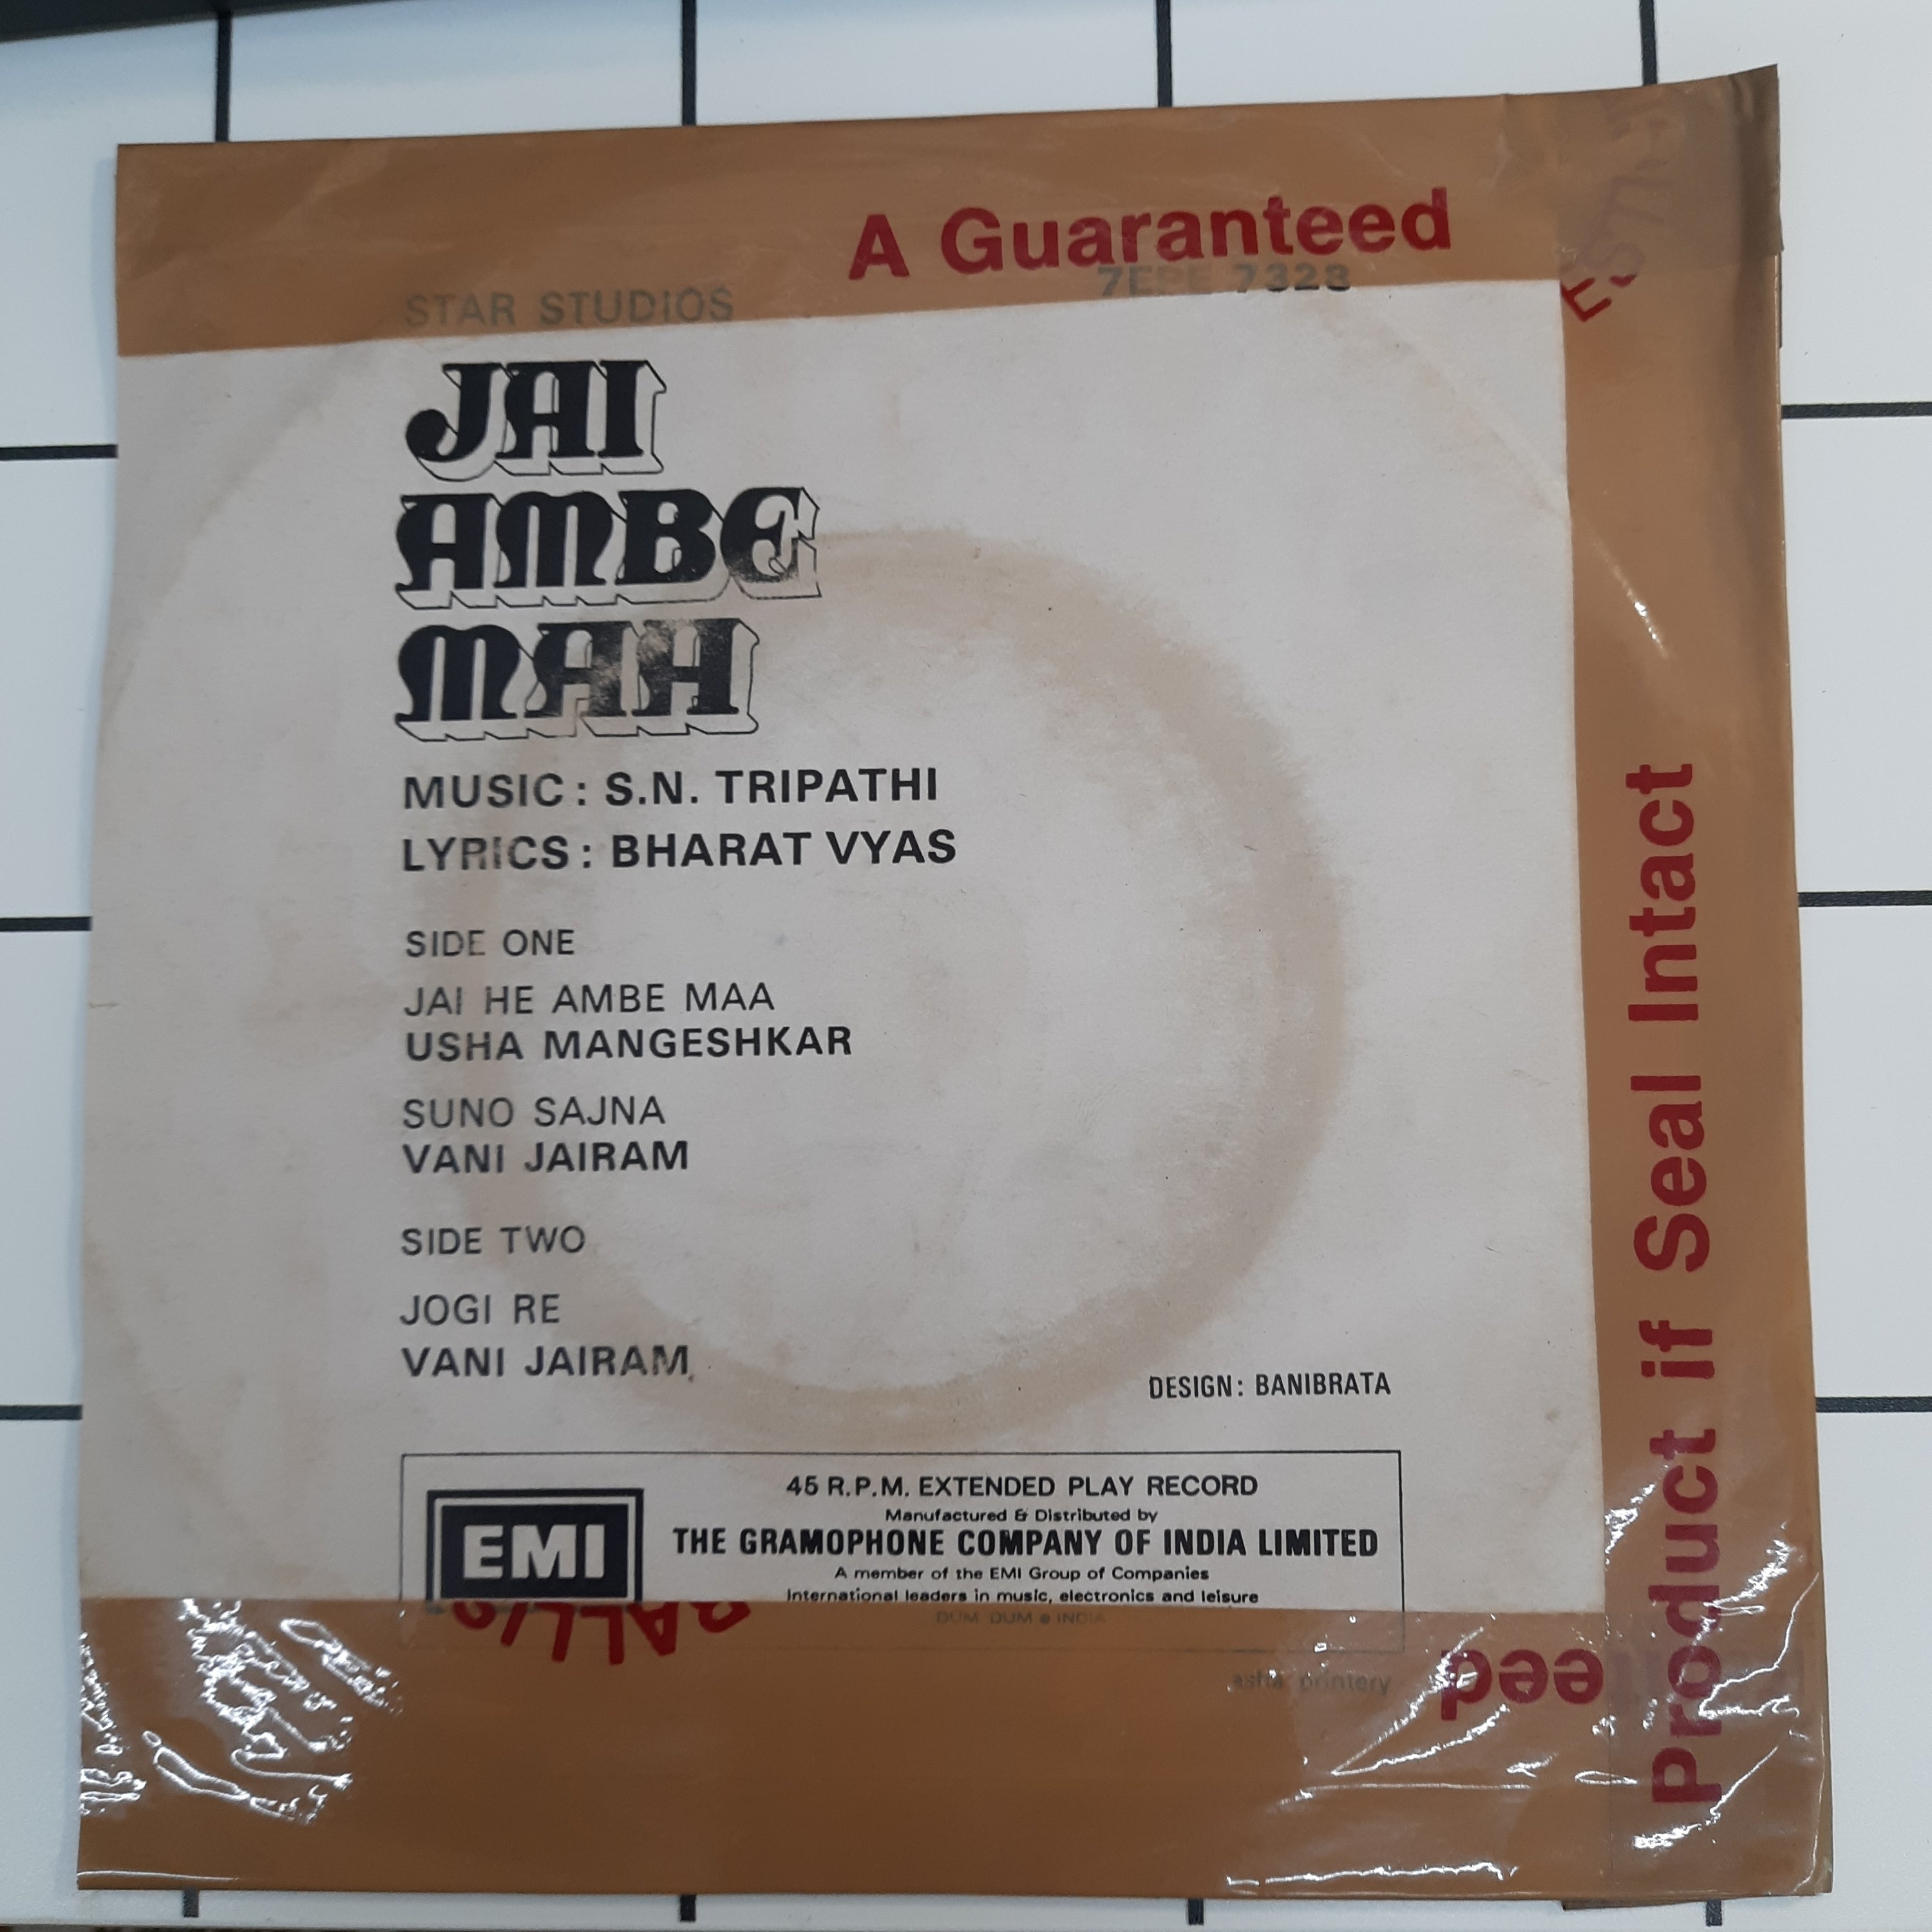 A Guaranteed
STAR STUDIOS
7EPE 7323
JAI
AMBE
MAH
MUSIC: S.N. TRIPATHI
LYRICS: BHARAT VYAS
SIDE ONE
JAI HE AMBE MAA
USHA MANGESHKAR
SUNO SAJNA
VANI JAIRAM
SIDE TWO
JOGI RE
VANI JAIRAM
DESIGN: BANIBRATA
EMI
45 R.P.M. EXTENDED PLAY RECORD
Manufactured & Distributed by
THE GRAMOPHONE COMPANY OF INDIA LIMITED
A member of the EMI Group of Companies
International leaders in music, electronics and leisure
DUM DUM ● INDIA
asha printery
Product if Seal Intact